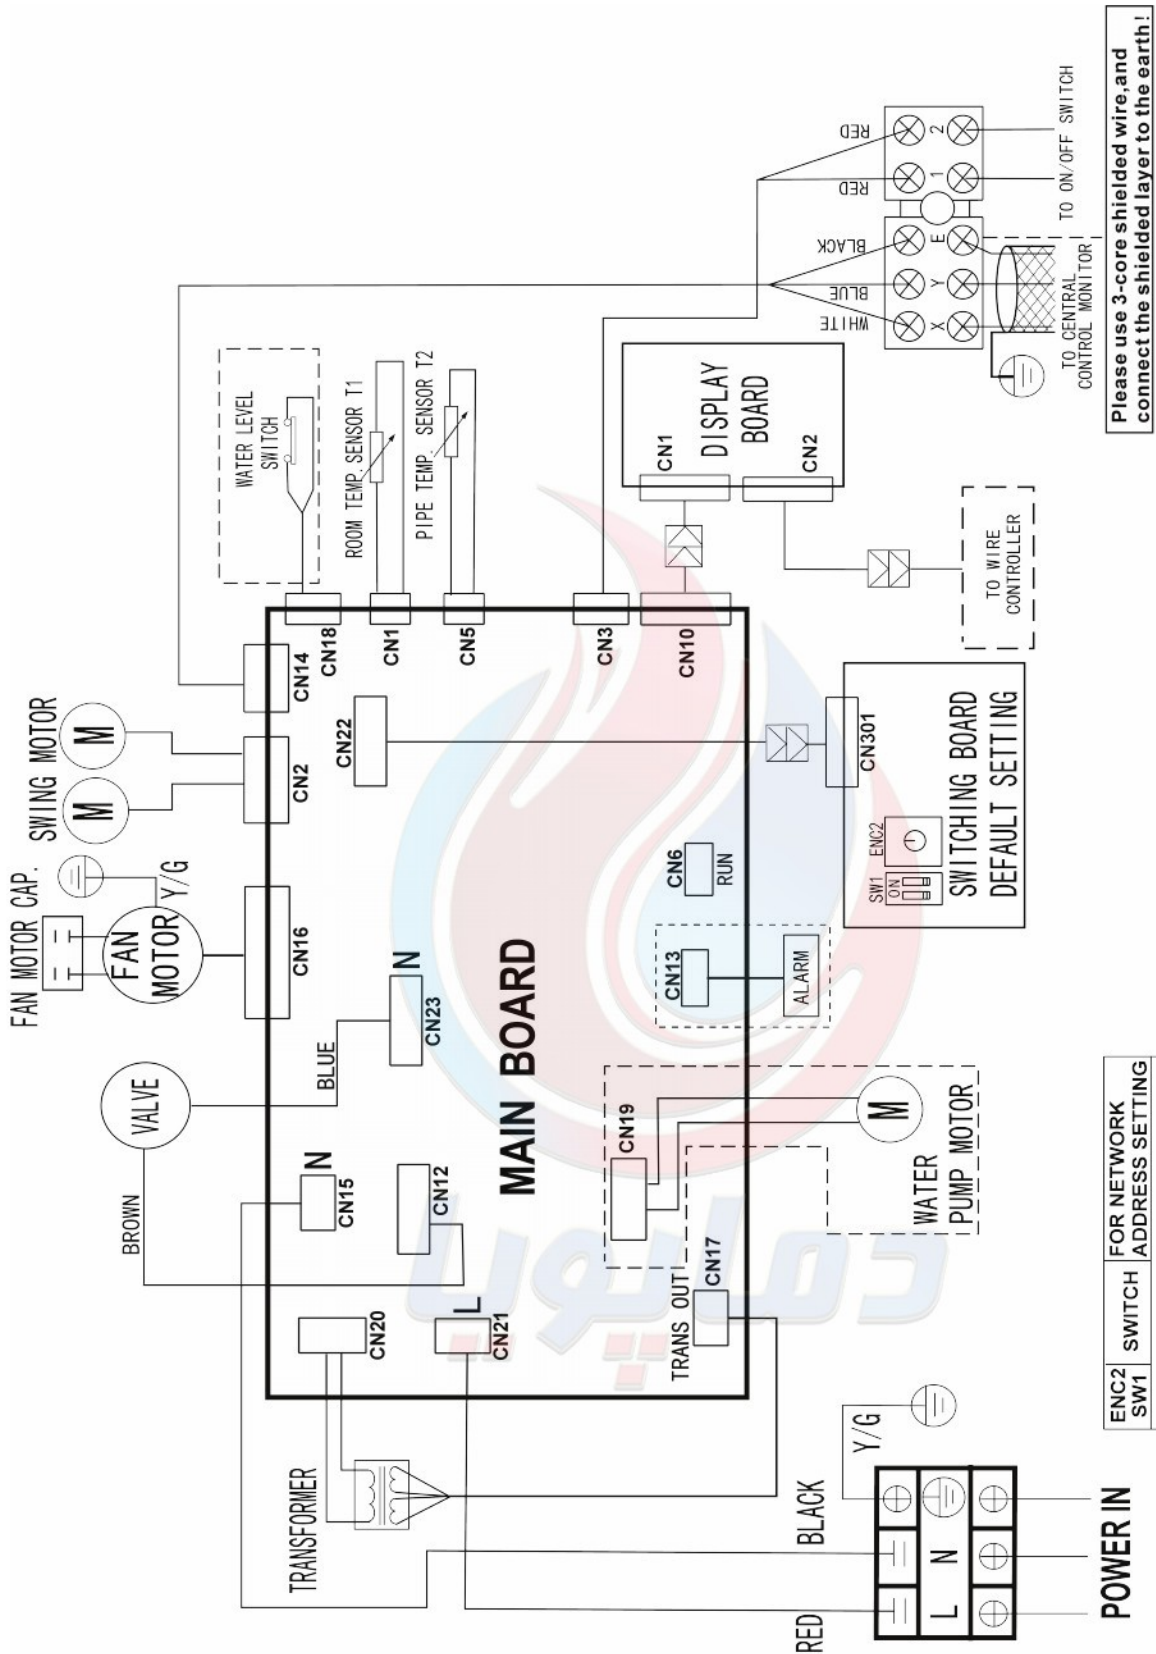 FAN MOTOR CAP.
SWING MOTOR
M
M
FAN
MOTOR
Y/G
VALVE
BROWN
BLUE
TRANSFORMER
CN20
CN15
N
CN16
CN2
CN14
CN21
L
CN12
CN23
N
CN22
CN18
CN1
CN5
CN3
CN10
MAIN BOARD
TRANS OUT
CN17
CN19
CN13
ALARM
CN6
RUN
WATER
PUMP MOTOR
M
WATER LEVEL
SWITCH
ROOM TEMP. SENSOR T1
PIPE TEMP. SENSOR T2
CN1
DISPLAY
BOARD
CN2
TO WIRE
CONTROLLER
CN301
SW1
ON
ENC2
SWITCHING BOARD
DEFAULT SETTING
WHITE
BLUE
BLACK
RED
RED
X
Y
E
1
2
TO CENTRAL
CONTROL MONITOR
TO ON/OFF SWITCH
Please use 3-core shielded wire,and
connect the shielded layer to the earth!
RED
BLACK
Y/G
L
N
POWER IN
ENC2
SW1
SWITCH
FOR NETWORK
ADDRESS SETTING
دماپویا